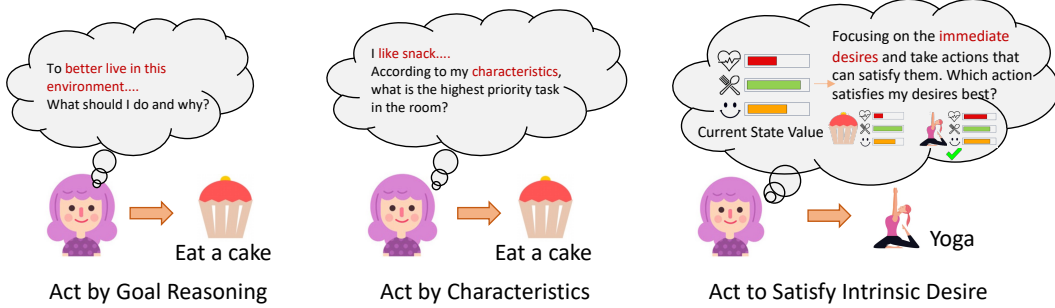 To better live in this
environment....
What should I do and why?
Eat a cake
Act by Goal Reasoning
I like snack....
According to my characteristics,
what is the highest priority task
in the room?
Eat a cake
Act by Characteristics
Focusing on the immediate
desires and take actions that
can satisfy them. Which action
satisfies my desires best?
Current State Value
Yoga
Act to Satisfy Intrinsic Desire